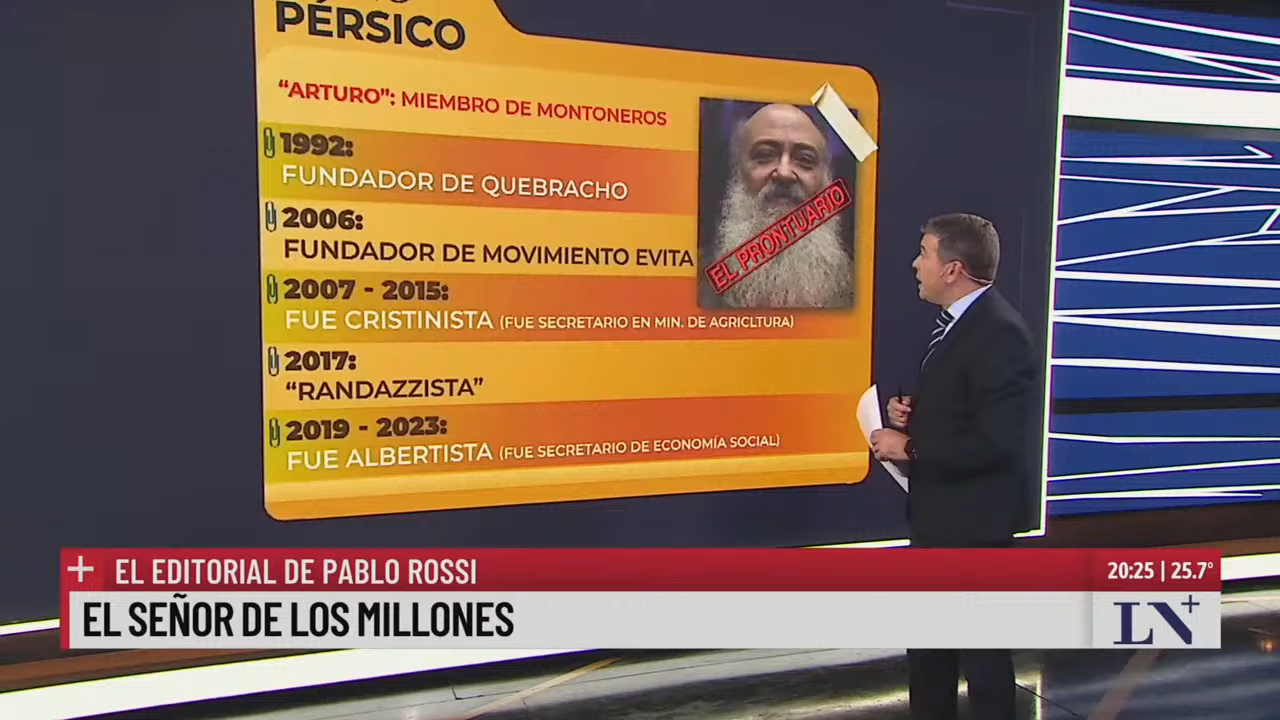 PÉRSICO
“ARTURO”: MIEMBRO DE MONTONEROS
1992:
FUNDADOR DE QUEBRACHO
2006:
FUNDADOR DE MOVIMIENTO EVITA
2007 - 2015:
FUE CRISTINISTA (FUE SECRETARIO EN MIN. DE AGRICLTURA)
2017:
“RANDAZZISTA”
2019 - 2023:
FUE ALBERTISTA (FUE SECRETARIO DE ECONOMÍA SOCIAL)
EL PRONTUARIO
EL EDITORIAL DE PABLO ROSSI
20:25 | 25.7°
EL SEÑOR DE LOS MILLONES
LN+